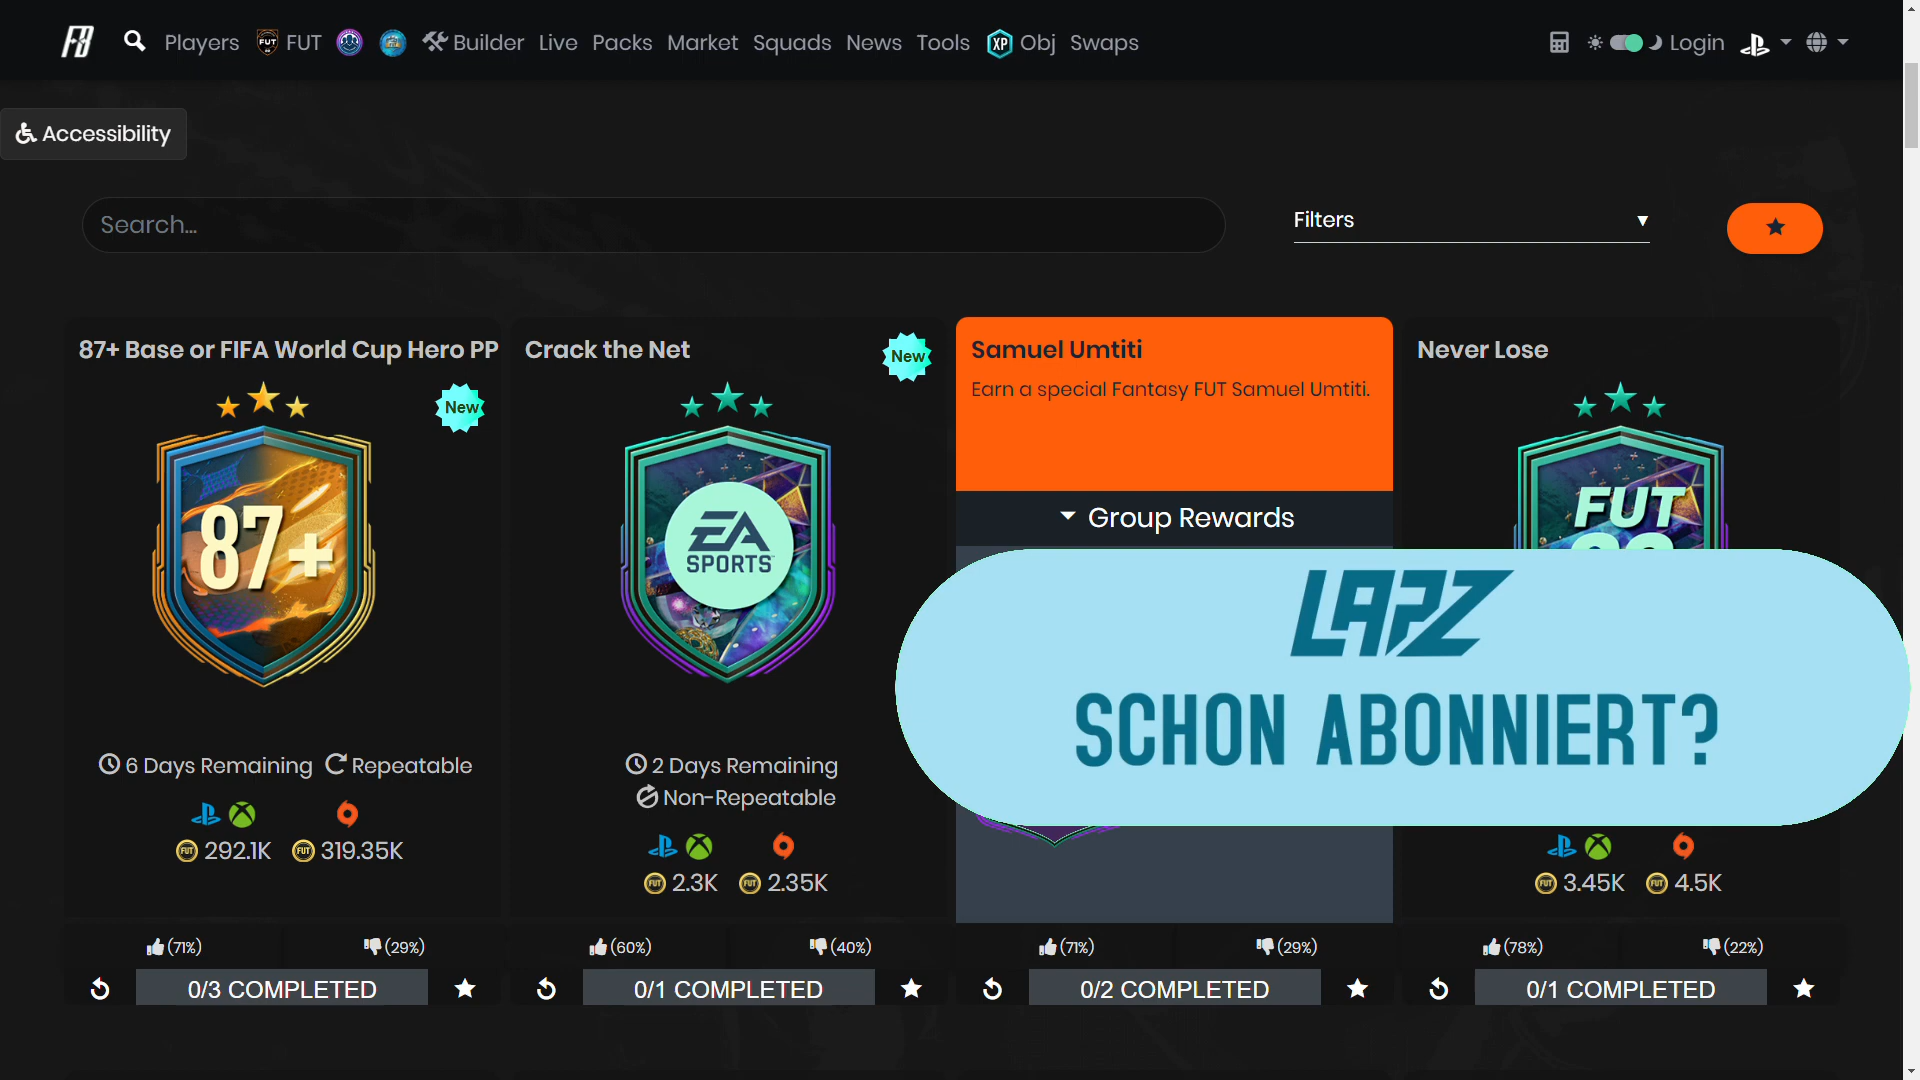 Players FUT Builder Live Packs Market Squads News Tools XP Obj Swaps Login
Accessibility
Search...
Filters
87+ Base or FIFA World Cup Hero PP
New
87+
6 Days Remaining Repeatable
292.1K 319.35K
(71%) (29%)
0/3 COMPLETED
Crack the Net
New
EA
SPORTS
2 Days Remaining
Non-Repeatable
2.3K 2.35K
(60%) (40%)
0/1 COMPLETED
Samuel Umtiti
Earn a special Fantasy FUT Samuel Umtiti.
Group Rewards
(71%) (29%)
0/2 COMPLETED
Never Lose
FUT
3.45K 4.5K
(78%) (22%)
0/1 COMPLETED
LAPZ
SCHON ABONNIERT?